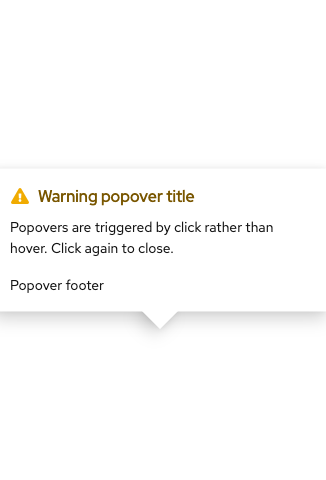 Warning popover title
Popovers are triggered by click rather than
hover. Click again to close.
Popover footer